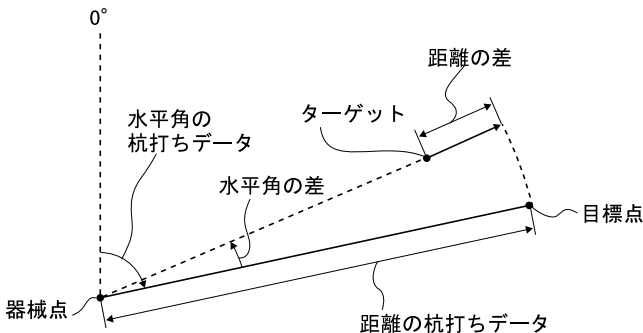 0°
距離の差
水平角の
杭打ちデータ
ターゲット
水平角の差
目標点
器械点
距離の杭打ちデータ